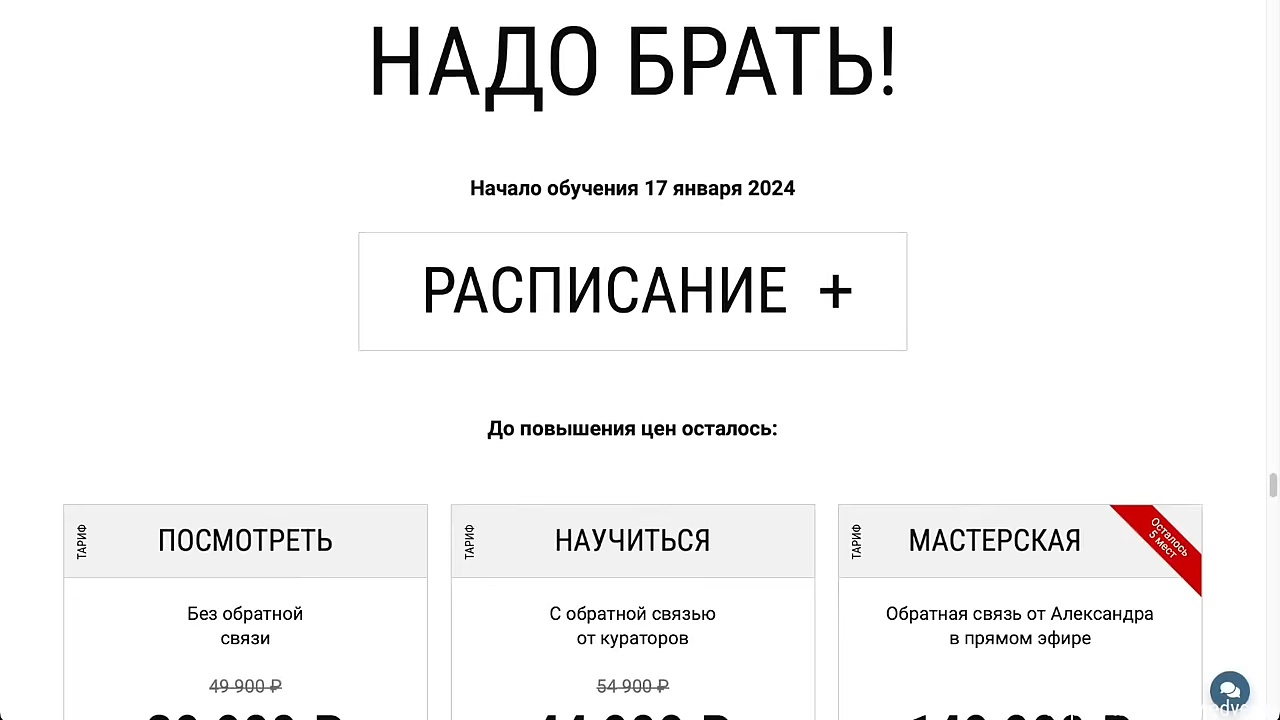 НАДО БРАТЬ!
Начало обучения 17 января 2024
РАСПИСАНИЕ +
До повышения цен осталось:
ТАРИФ
ПОСМОТРЕТЬ
Без обратной
связи
49 900 ₽
ТАРИФ
НАУЧИТЬСЯ
С обратной связью
от кураторов
54 900 ₽
ТАРИФ
МАСТЕРСКАЯ
Осталось
5 мест
Обратная связь от Александра
в прямом эфире